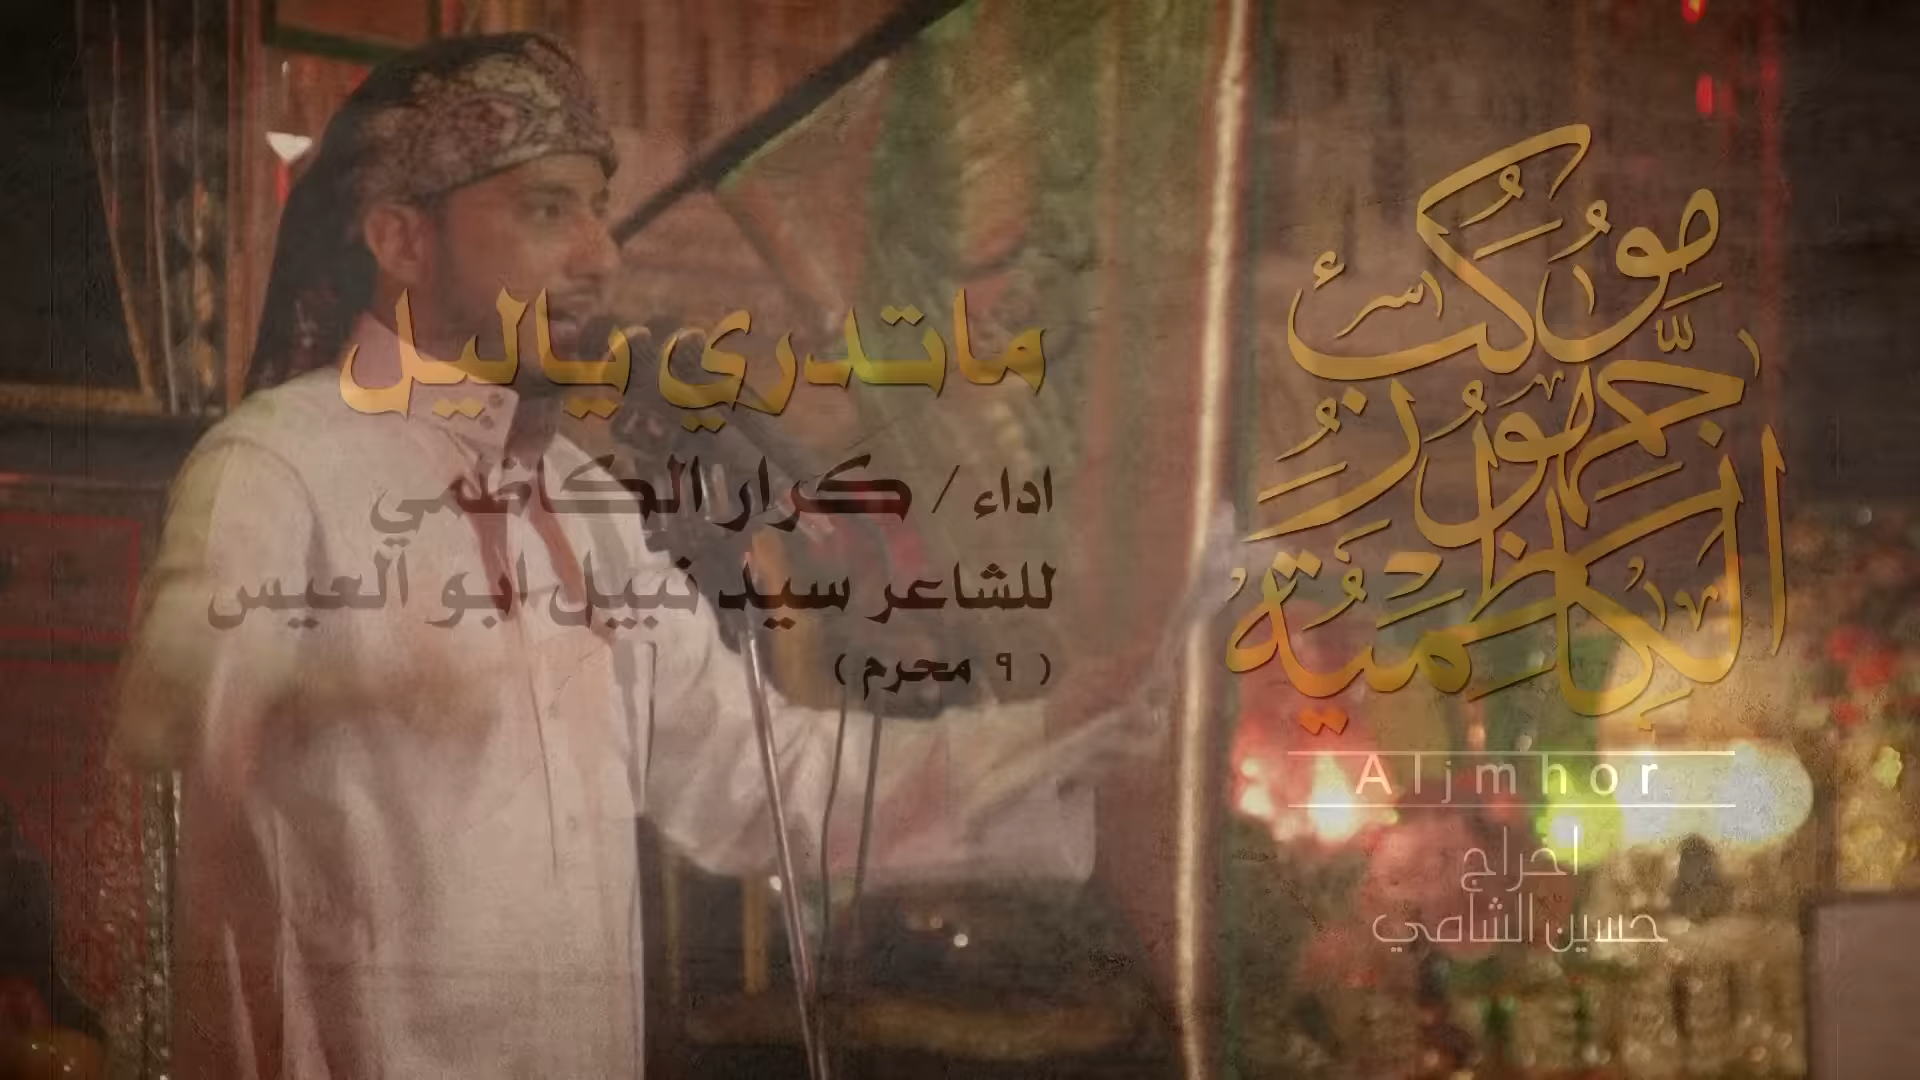 موكب
جمهور
الكاظمية
Aljmhor
اخراج
حسين الشامي
ماتدري ياليل
اداء / كرار الكاظمي
للشاعر سيد نبيل ابو العيس
( ٩ محرم )